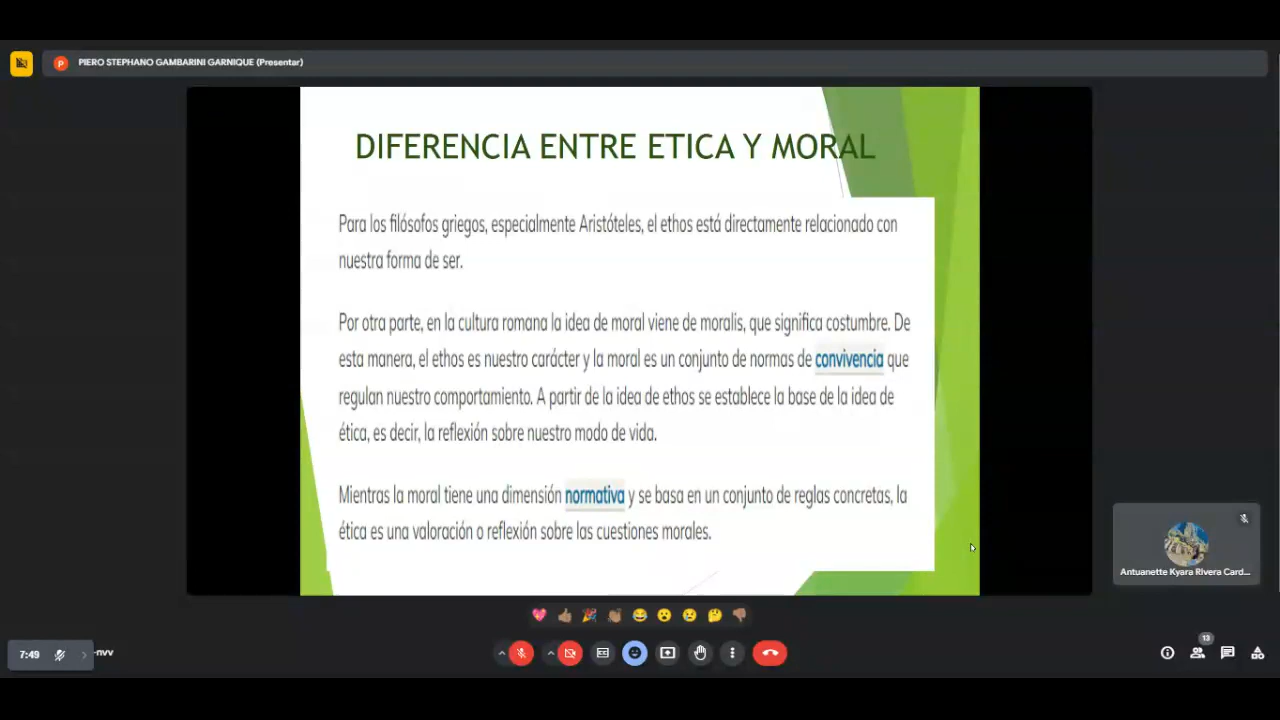 PIERO STEPHANO GAMBARINI GARNIQUE (Presentar)
DIFERENCIA ENTRE ETICA Y MORAL
Para los filósofos griegos, especialmente Aristóteles, el ethos está directamente relacionado con
nuestra forma de ser.
Por otra parte, en la cultura romana la idea de moral viene de moralis, que significa costumbre. De
esta manera, el ethos es nuestro carácter y la moral es un conjunto de normas de convivencia que
regulan nuestro comportamiento. A partir de la idea de ethos se establece la base de la idea de
ética, es decir, la reflexión sobre nuestro modo de vida.
Mientras la moral tiene una dimensión normativa y se basa en un conjunto de reglas concretas, la
ética es una valoración o reflexión sobre las cuestiones morales.
Antuanette Kyara Rivera Card...
7:49
-nvv
13